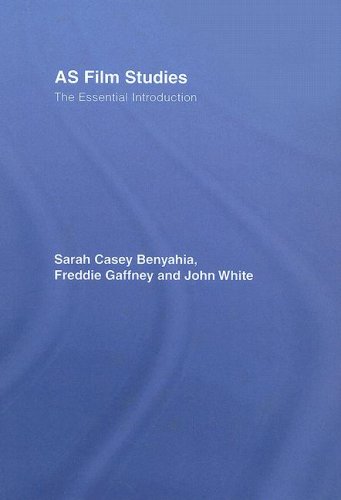 AS Film Studies
The Essential Introduction
Sarah Casey Benyahia,
Freddie Gaffney and John White